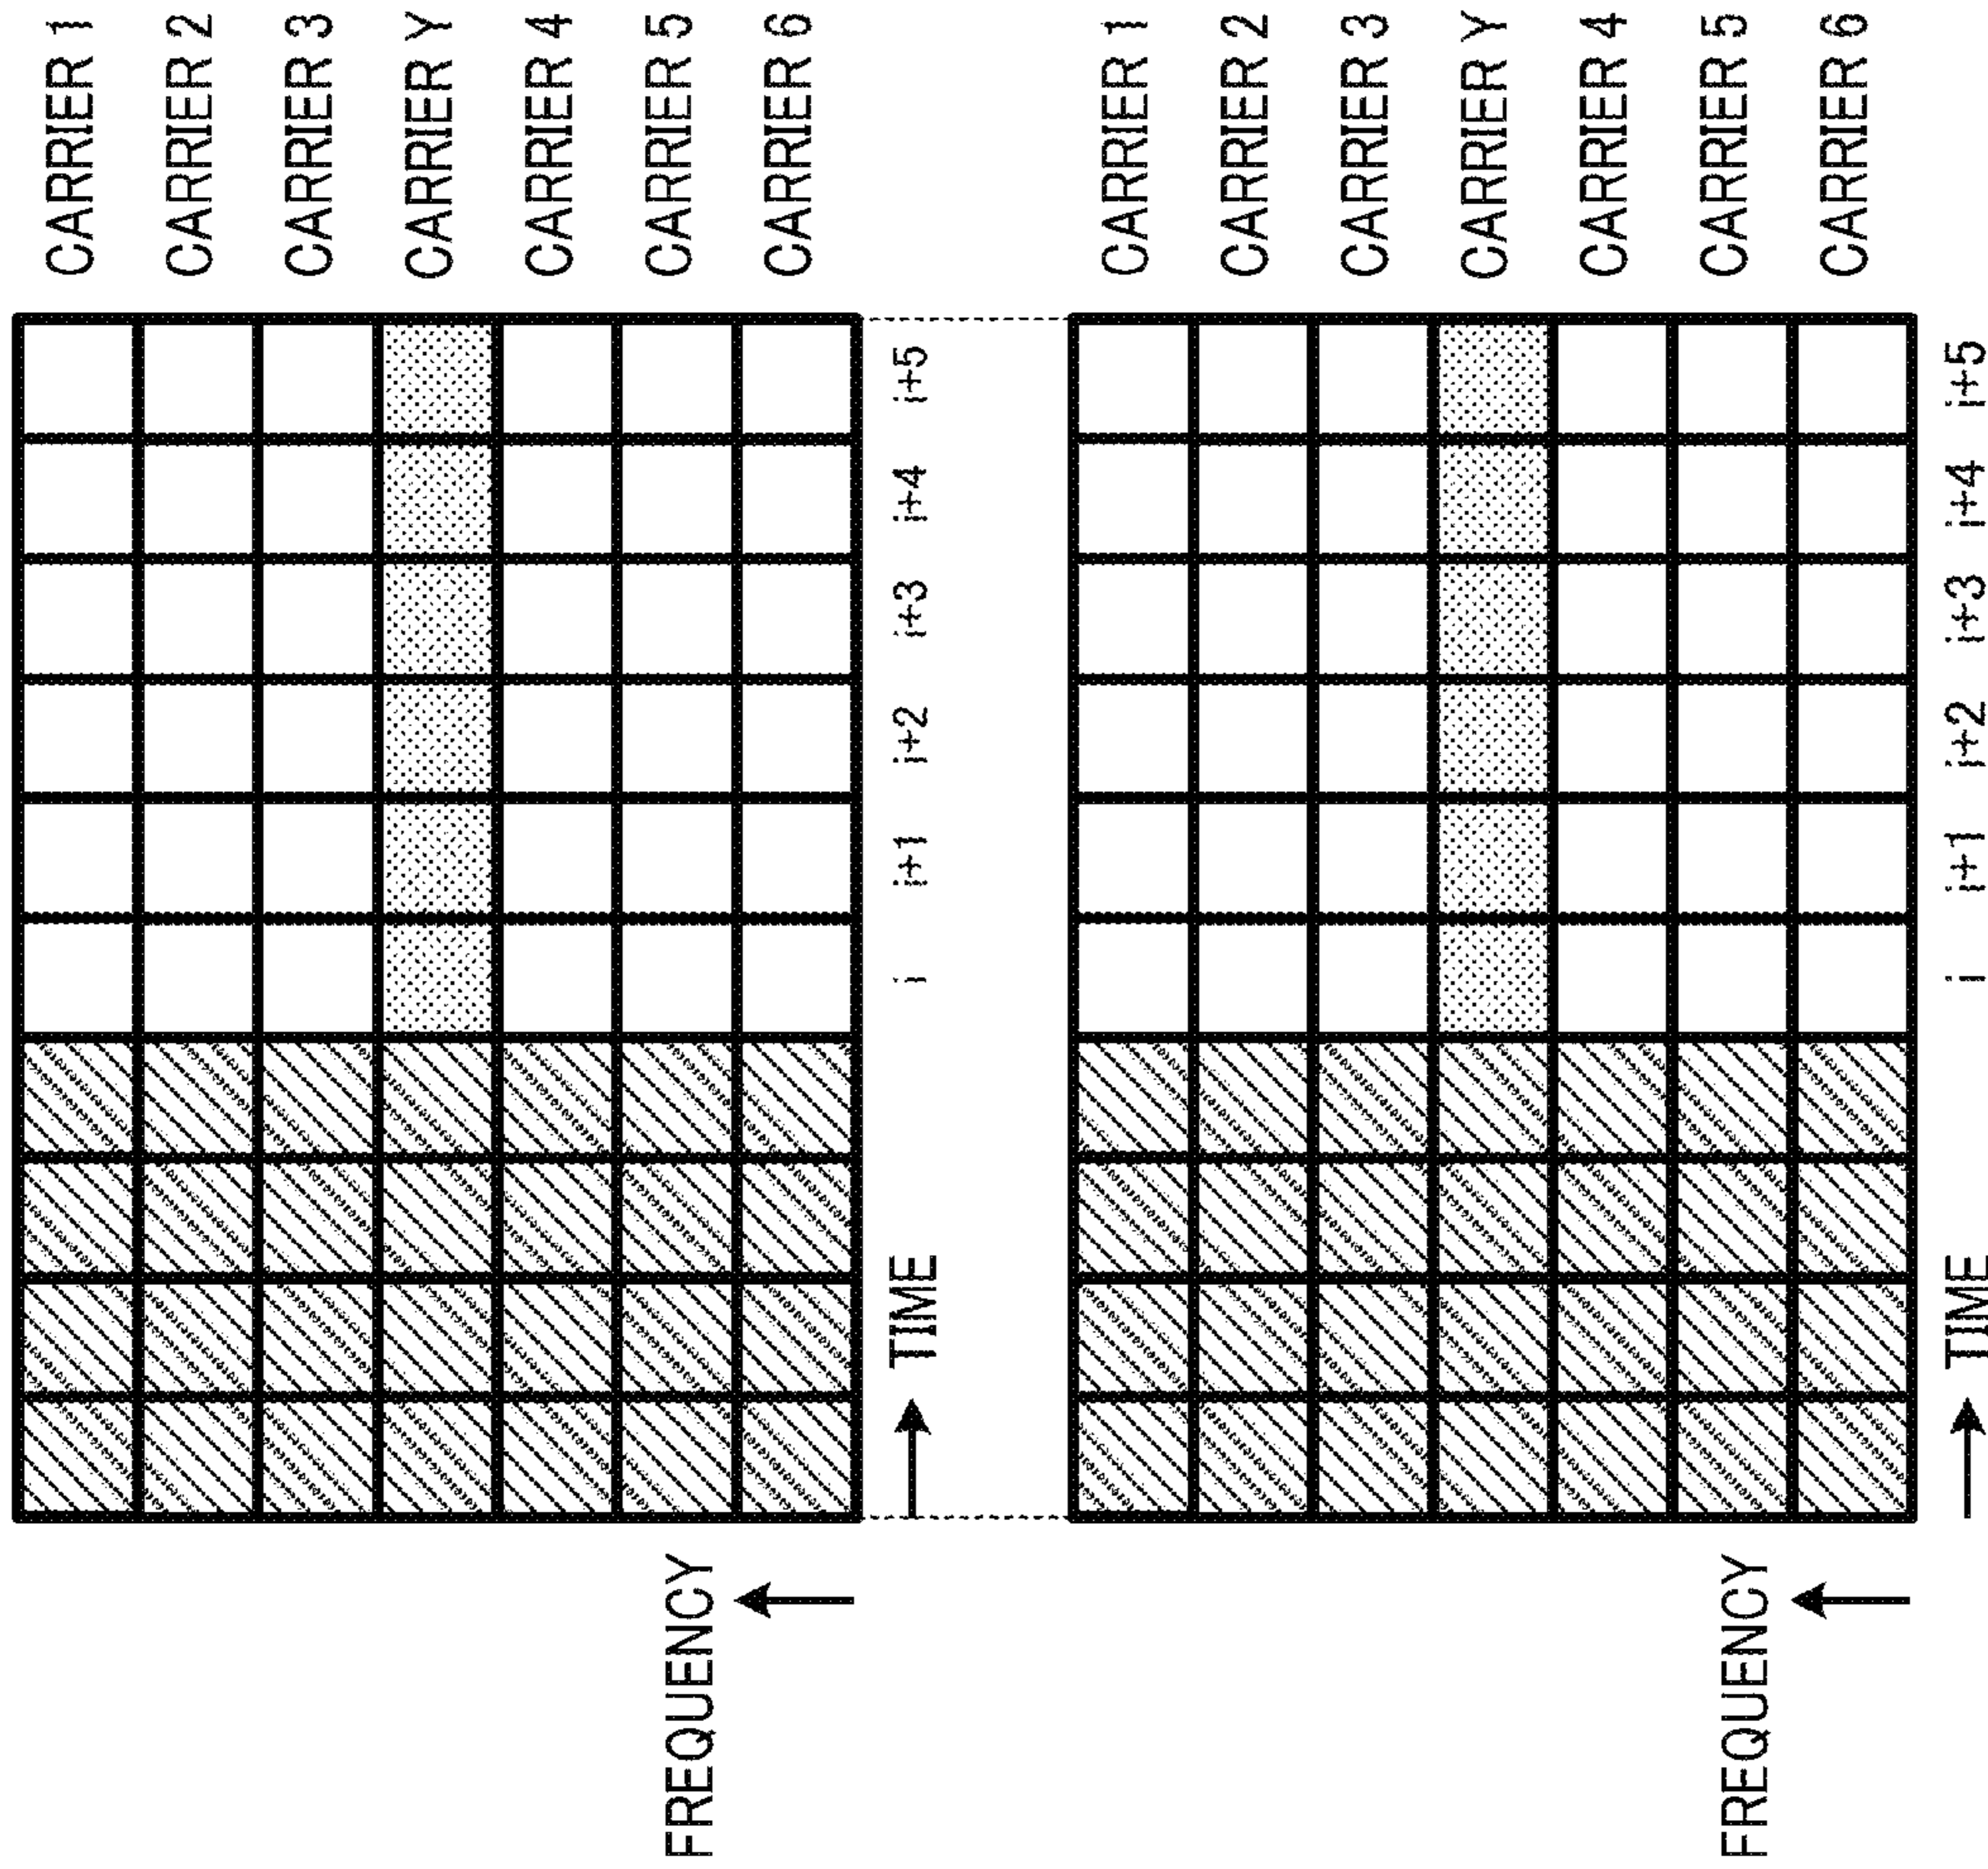 CARRIER 1
CARRIER 2
CARRIER 3
CARRIER Y
CARRIER 4
CARRIER 5
CARRIER 6
i i+1 i+2 i+3 i+4 i+5
TIME
FREQUENCY
CARRIER 1
CARRIER 2
CARRIER 3
CARRIER Y
CARRIER 4
CARRIER 5
CARRIER 6
i i+1 i+2 i+3 i+4 i+5
TIME
FREQUENCY